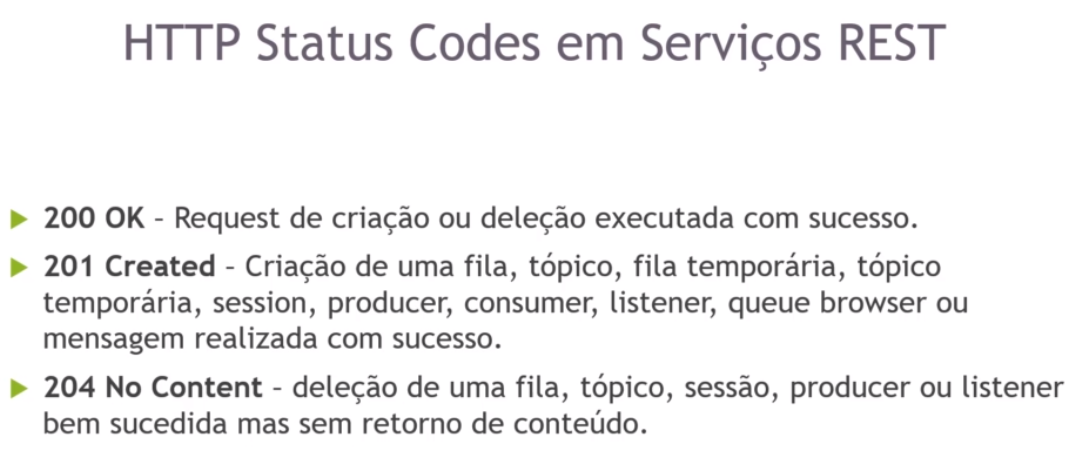 HTTP Status Codes em Serviços REST
200 OK – Request de criação ou deleção executada com sucesso.
201 Created – Criação de uma fila, tópico, fila temporária, tópico
temporária, session, producer, consumer, listener, queue browser ou
mensagem realizada com sucesso.
204 No Content – deleção de uma fila, tópico, sessão, producer ou listener
bem sucedida mas sem retorno de conteúdo.